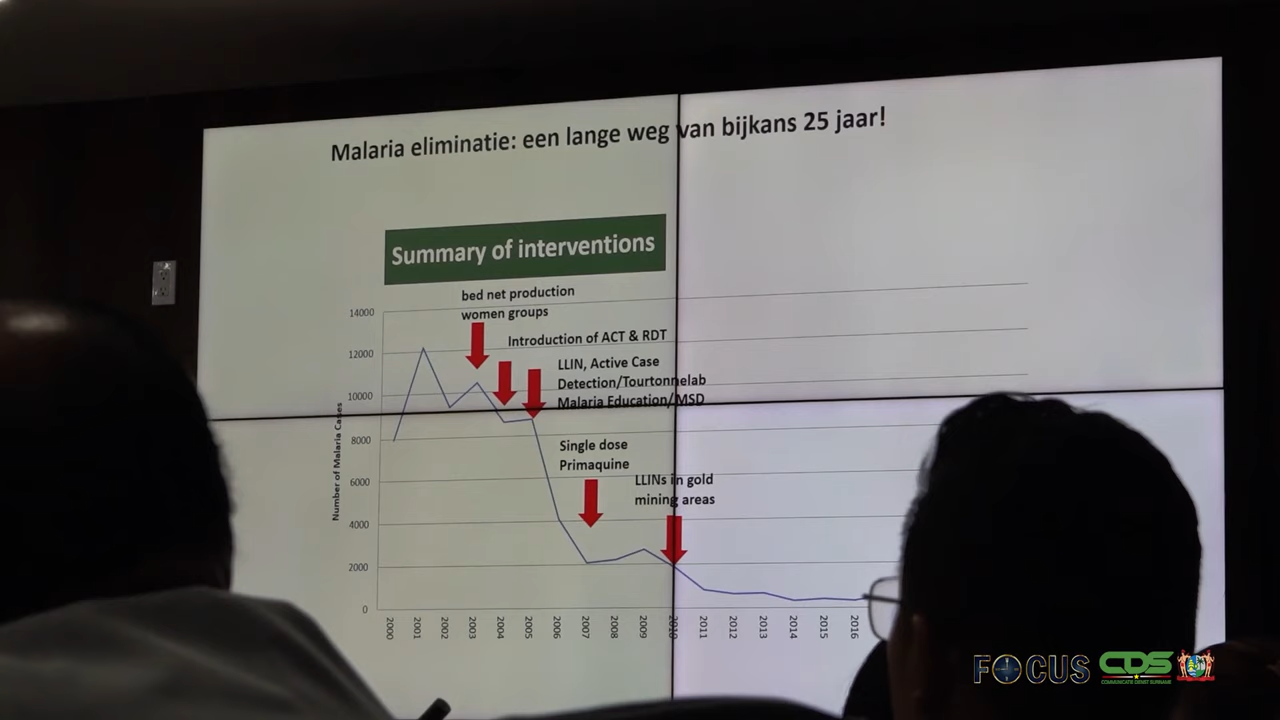 Malaria eliminatie: een lange weg van bijkans 25 jaar!
Summary of interventions
bed net production
women groups
Introduction of ACT & RDT
LLIN, Active Case
Detection/Tourtonnelab
Malaria Education/MSD
Single dose
Primaquine
LLINs in gold
mining areas
Number of Malaria Cases
14000
12000
10000
8000
6000
4000
2000
0
2000 2001 2002 2003 2004 2005 2006 2007 2008 2009 2010 2011 2012 2013 2014 2015 2016
FOCUS
CDS
COMMUNICATIE DIENST SURINAME